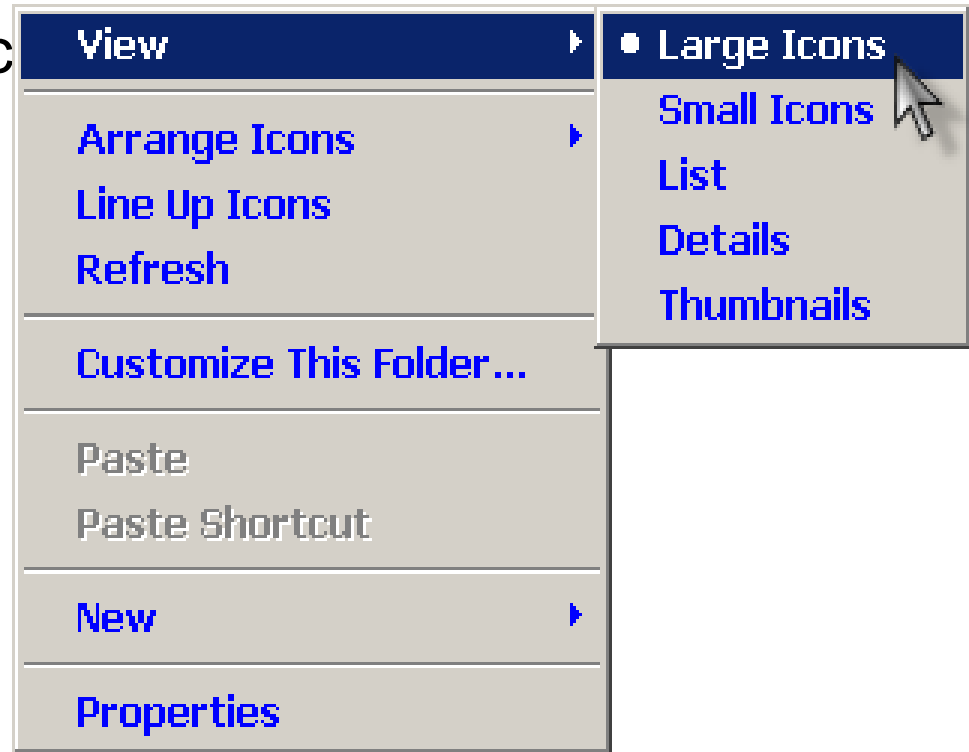 c
View
Arrange Icons
Line Up Icons
Refresh
Customize This Folder...
Paste
Paste Shortcut
New
Properties
Large Icons
Small Icons
List
Details
Thumbnails